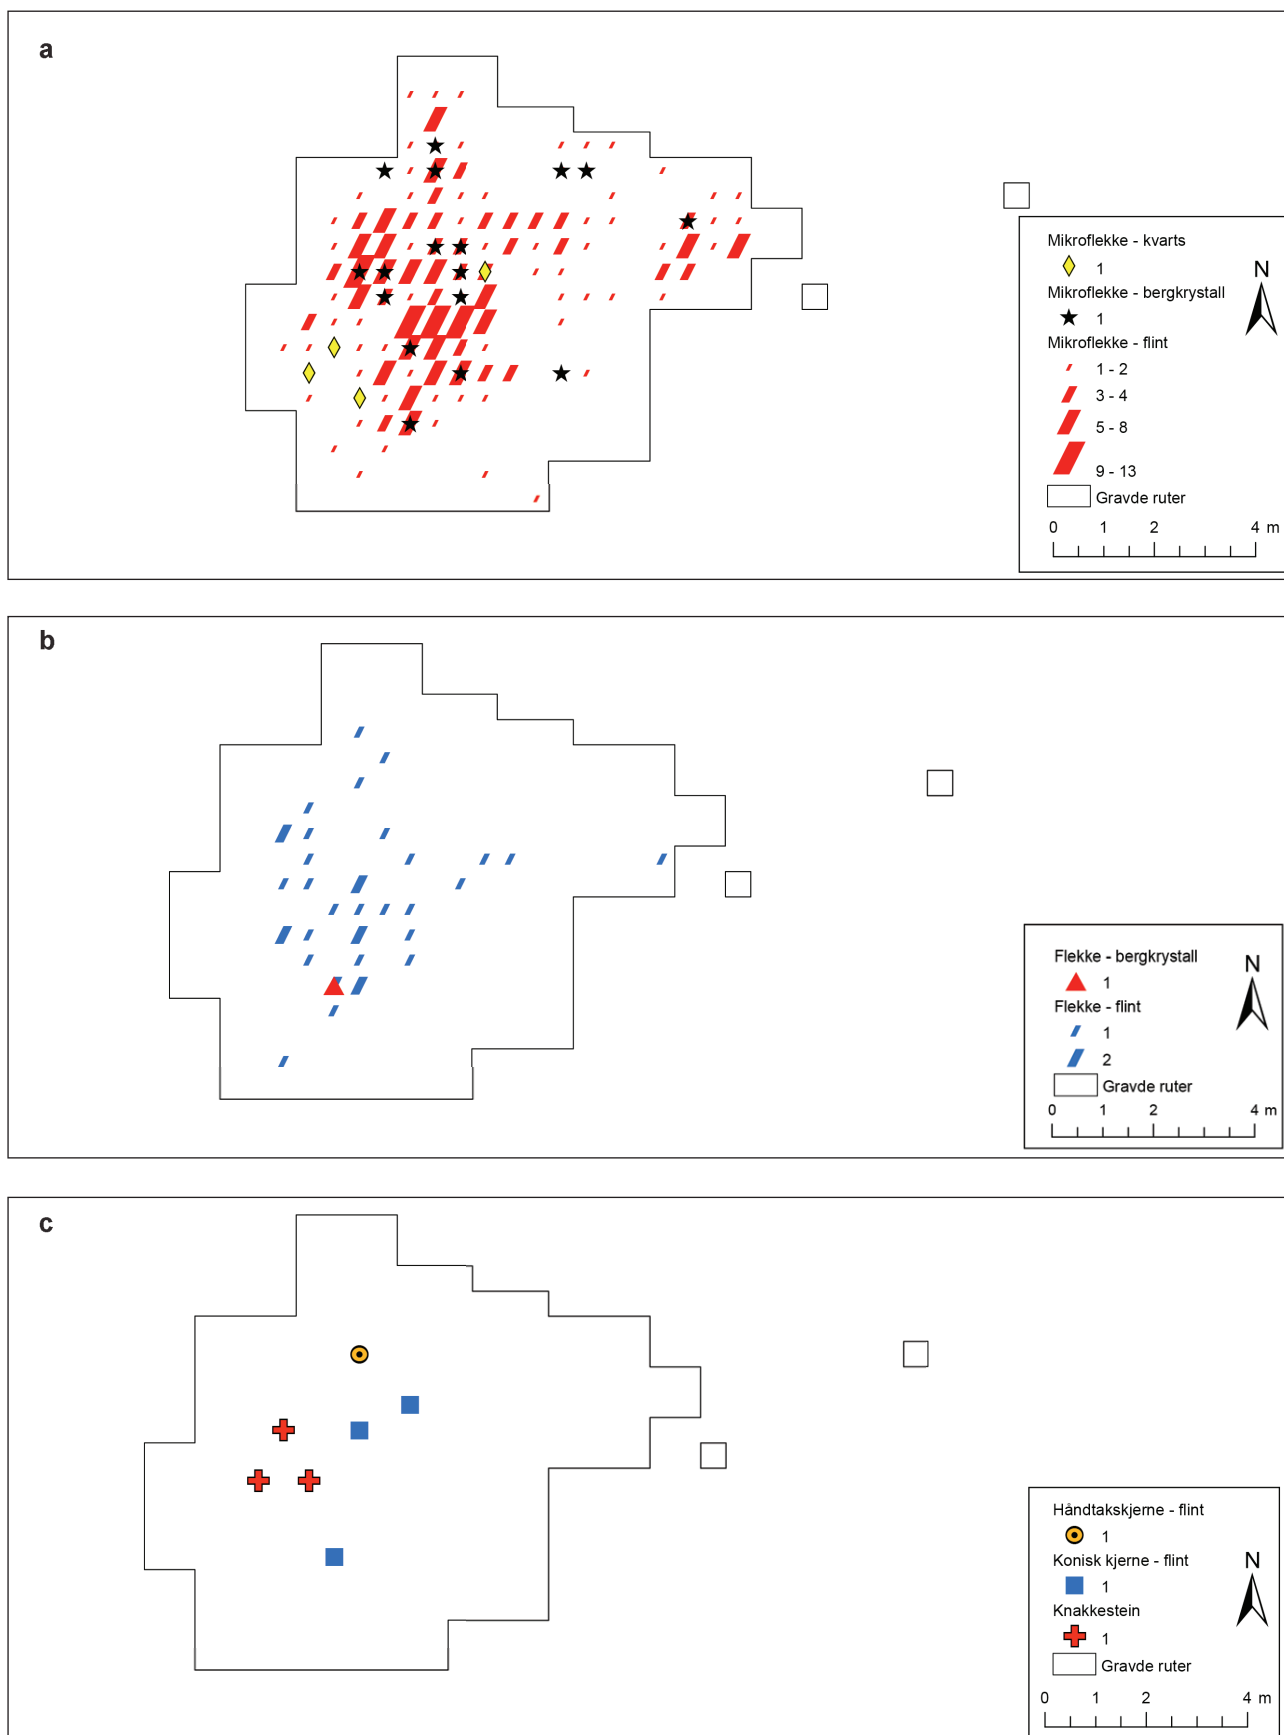 a
Mikroflekke - kvarts
1
N
Mikroflekke - bergkrystall
1
Mikroflekke - flint
1 - 2
3 - 4
5 - 8
9 - 13
Gravde ruter
0 1 2 4 m
b
Flekke - bergkrystall
N
1
Flekke - flint
1
2
Gravde ruter
0 1 2 4 m
c
Håndtakskjerne - flint
1
Konisk kjerne - flint
N
1
Knakkestein
1
Gravde ruter
0 1 2 4 m